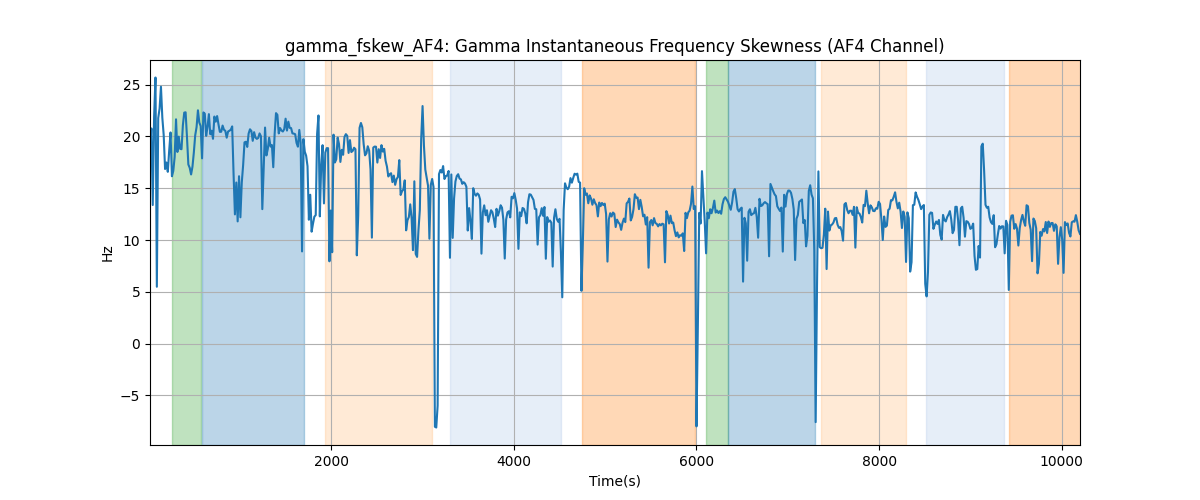 gamma_fskew_AF4: Gamma Instantaneous Frequency Skewness (AF4 Channel)
25
20
15
10
5
0
−5
Hz
2000 4000 6000 8000 10000
Time(s)